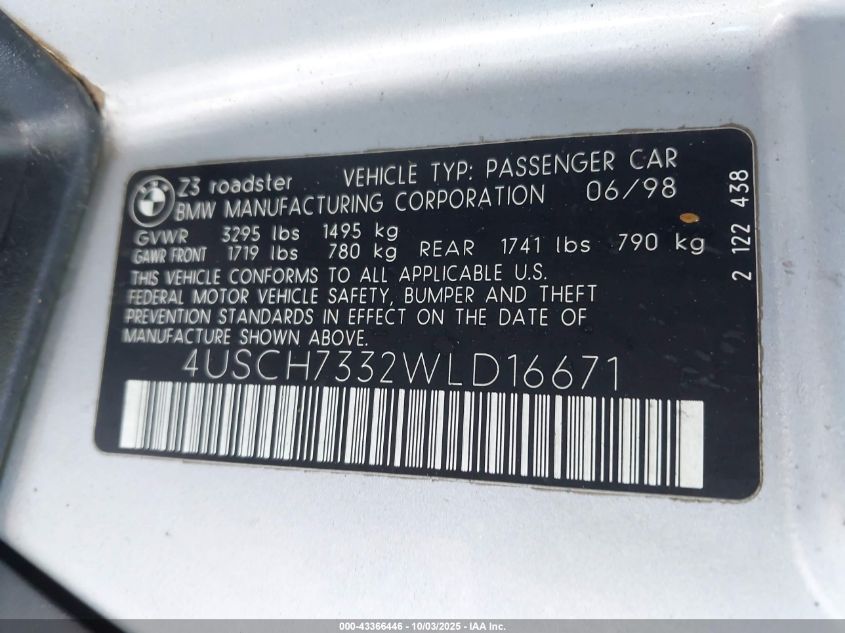 BMW
Z3 roadster VEHICLE TYP: PASSENGER CAR
BMW MANUFACTURING CORPORATION 06/98
GVWR 3295 lbs 1495 kg
GAWR FRONT 1719 lbs 780 kg REAR 1741 lbs 790 kg
THIS VEHICLE CONFORMS TO ALL APPLICABLE U.S.
FEDERAL MOTOR VEHICLE SAFETY, BUMPER AND THEFT
PREVENTION STANDARDS IN EFFECT ON THE DATE OF
MANUFACTURE SHOWN ABOVE.
4USCH7332WLD16671
2 122 438
000-43366446 - 10/03/2025 - IAA Inc.